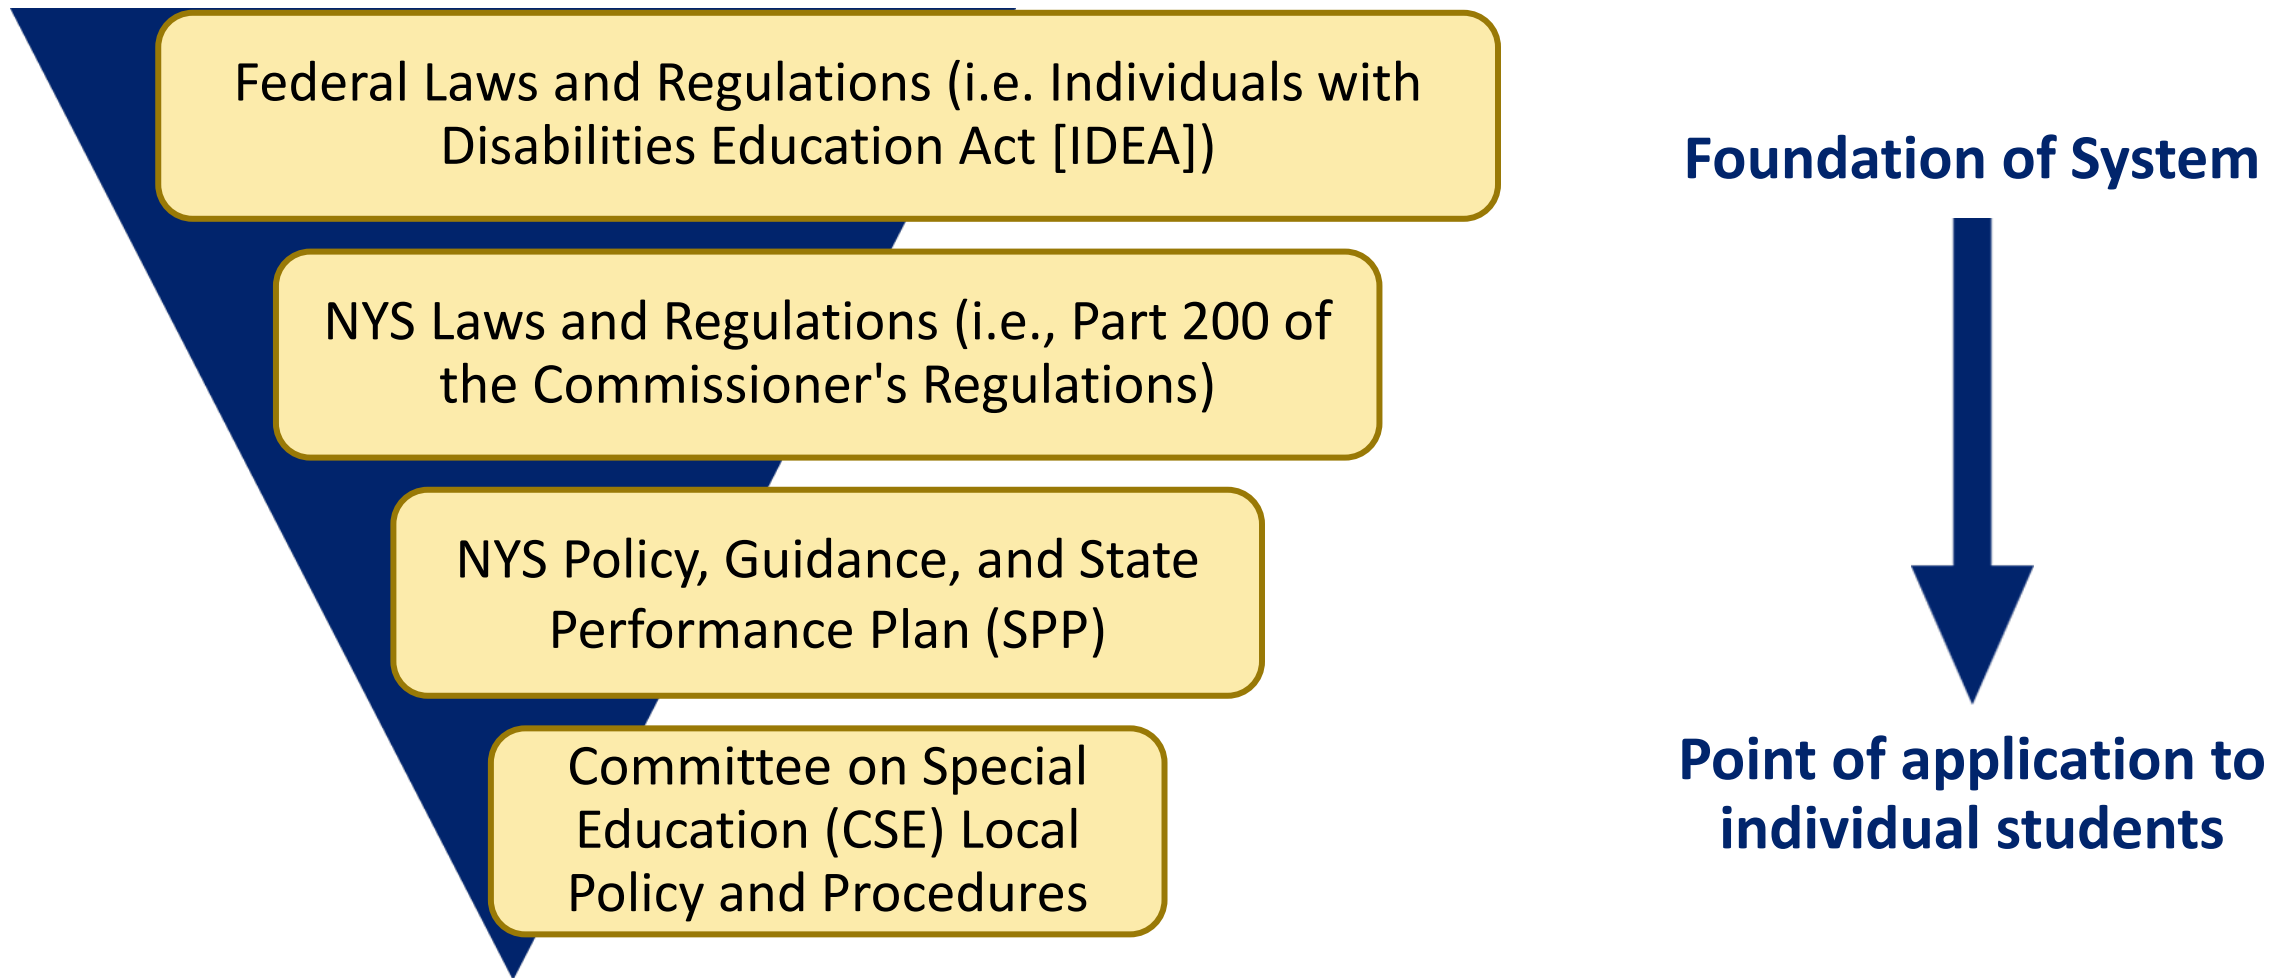 Federal Laws and Regulations (i.e. Individuals with
Disabilities Education Act [IDEA])
Foundation of System
NYS Laws and Regulations (i.e., Part 200 of
the Commissioner's Regulations)
NYS Policy, Guidance, and State
Performance Plan (SPP)
Committee on Special
Education (CSE) Local
Policy and Procedures
Point of application to
individual students